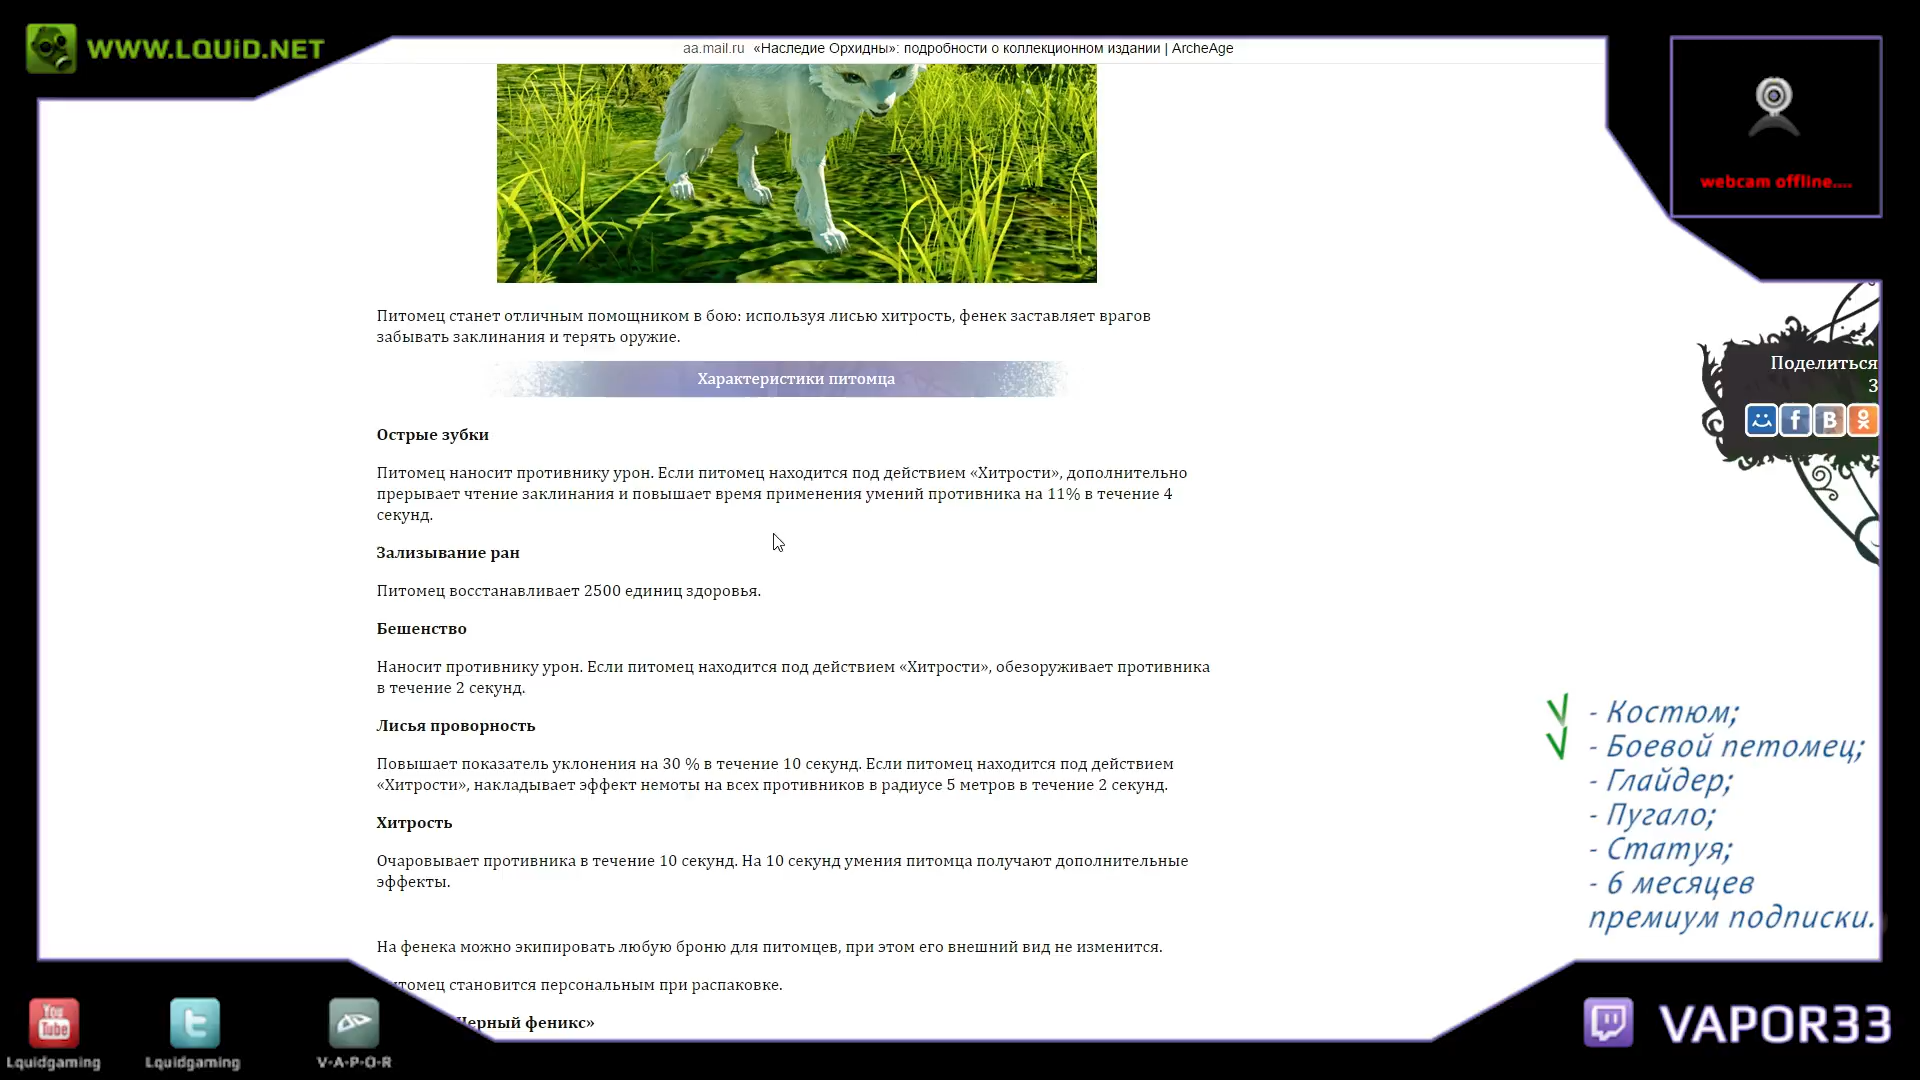 WWW.LQUiD.NET
aa.mail.ru «Наследие Орхидны»: подробности о коллекционном издании | ArcheAge
webcam offline....
Питомец станет отличным помощником в бою: используя лисью хитрость, фенек заставляет врагов
забывать заклинания и терять оружие.
Характеристики питомца
Поделиться
3
Острые зубки
Питомец наносит противнику урон. Если питомец находится под действием «Хитрости», дополнительно
прерывает чтение заклинания и повышает время применения умений противника на 11% в течение 4
секунд.
Зализывание ран
Питомец восстанавливает 2500 единиц здоровья.
Бешенство
Наносит противнику урон. Если питомец находится под действием «Хитрости», обезоруживает противника
в течение 2 секунд.
Лисья проворность
Повышает показатель уклонения на 30 % в течение 10 секунд. Если питомец находится под действием
«Хитрости», накладывает эффект немоты на всех противников в радиусе 5 метров в течение 2 секунд.
Хитрость
Очаровывает противника в течение 10 секунд. На 10 секунд умения питомца получают дополнительные
эффекты.
На фенека можно экипировать любую броню для питомцев, при этом его внешний вид не изменится.
становится персональным при распаковке.
Черный феникс»
- Костюм;
- Боевой петомец;
- Глайдер;
- Пугало;
- Статуя;
- 6 месяцев
премиум подписки.
You
Tube
Lquidgaming
Lquidgaming
V-A-P-O-R
VAPOR33